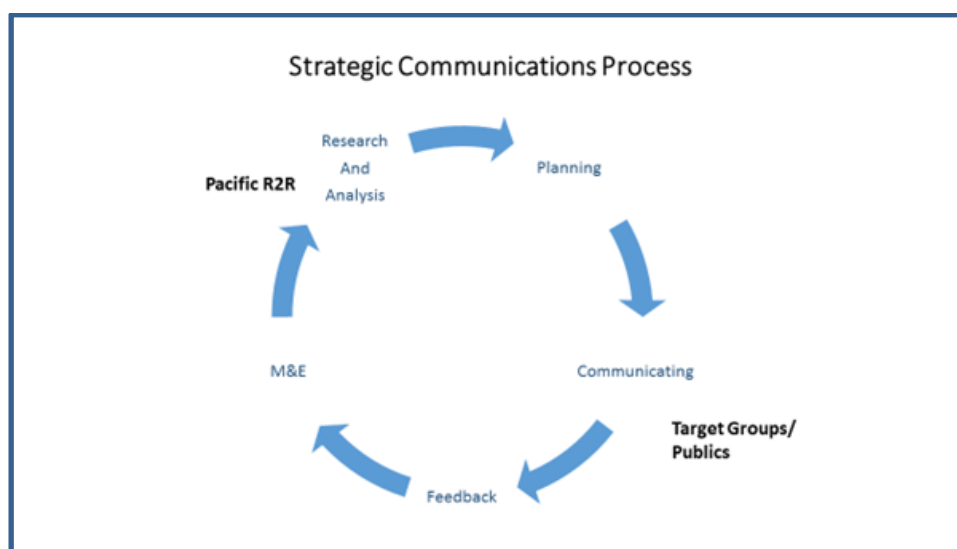 Strategic Communications Process
Research
And
Analysis
Pacific R2R
Planning
M&E
Communicating
Target Groups/
Publics
Feedback